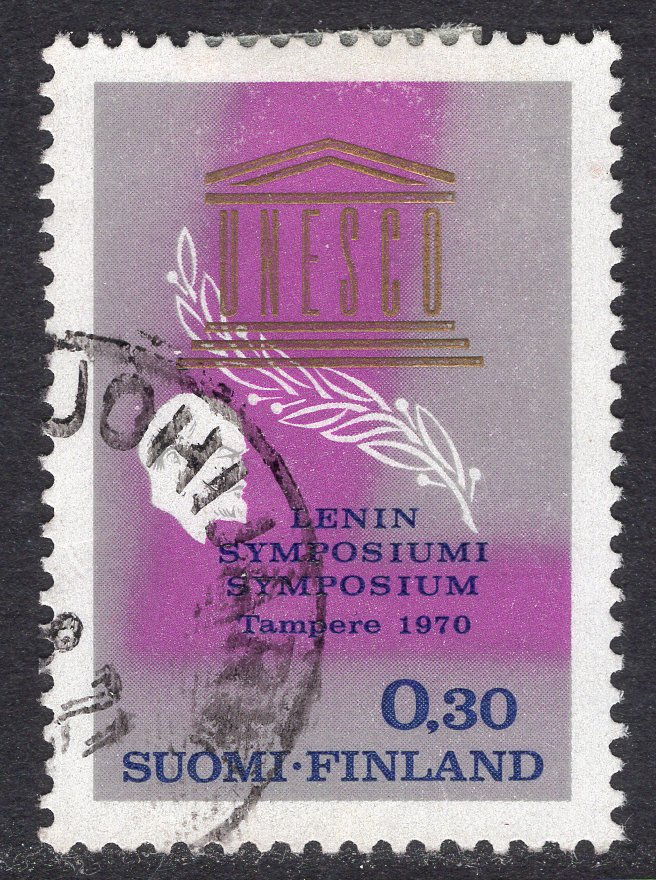 UNESCO
LENIN
SYMPOSIUMI
SYMPOSIUM
Tampere 1970
0,30
SUOMI·FINLAND